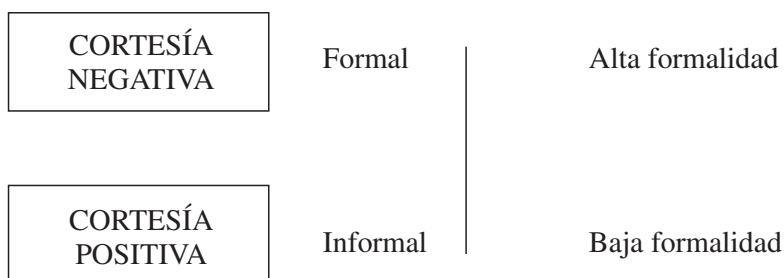 CORTESÍA
NEGATIVA
Formal
Alta formalidad
CORTESÍA
POSITIVA
Informal
Baja formalidad